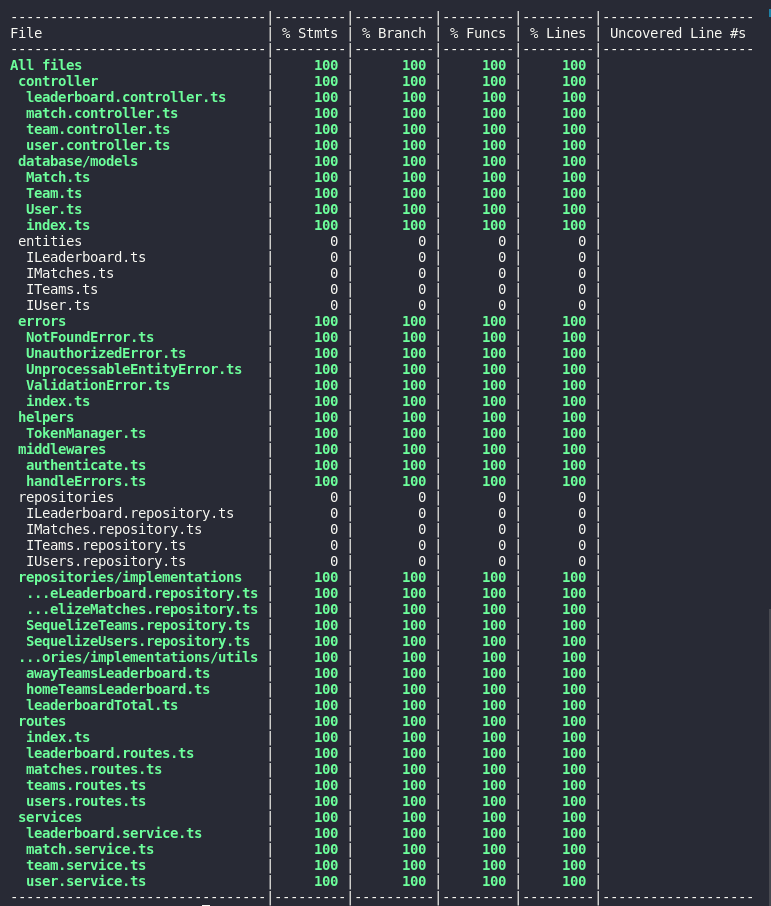 --------------------------------|---------|----------|---------|---------|-------------------
File                            | % Stmts | % Branch | % Funcs | % Lines | Uncovered Line #s
--------------------------------|---------|----------|---------|---------|-------------------
All files                       |     100 |      100 |     100 |     100 |
 controller                     |     100 |      100 |     100 |     100 |
  leaderboard.controller.ts     |     100 |      100 |     100 |     100 |
  match.controller.ts           |     100 |      100 |     100 |     100 |
  team.controller.ts            |     100 |      100 |     100 |     100 |
  user.controller.ts            |     100 |      100 |     100 |     100 |
 database/models                |     100 |      100 |     100 |     100 |
  Match.ts                      |     100 |      100 |     100 |     100 |
  Team.ts                       |     100 |      100 |     100 |     100 |
  User.ts                       |     100 |      100 |     100 |     100 |
  index.ts                      |     100 |      100 |     100 |     100 |
 entities                       |       0 |        0 |       0 |       0 |
  ILeaderboard.ts               |       0 |        0 |       0 |       0 |
  IMatches.ts                   |       0 |        0 |       0 |       0 |
  ITeams.ts                     |       0 |        0 |       0 |       0 |
  IUser.ts                      |       0 |        0 |       0 |       0 |
 errors                         |     100 |      100 |     100 |     100 |
  NotFoundError.ts              |     100 |      100 |     100 |     100 |
  UnauthorizedError.ts          |     100 |      100 |     100 |     100 |
  UnprocessableEntityError.ts   |     100 |      100 |     100 |     100 |
  ValidationError.ts            |     100 |      100 |     100 |     100 |
  index.ts                      |     100 |      100 |     100 |     100 |
 helpers                        |     100 |      100 |     100 |     100 |
  TokenManager.ts               |     100 |      100 |     100 |     100 |
 middlewares                    |     100 |      100 |     100 |     100 |
  authenticate.ts               |     100 |      100 |     100 |     100 |
  handleErrors.ts               |     100 |      100 |     100 |     100 |
 repositories                   |       0 |        0 |       0 |       0 |
  ILeaderboard.repository.ts    |       0 |        0 |       0 |       0 |
  IMatches.repository.ts        |       0 |        0 |       0 |       0 |
  ITeams.repository.ts          |       0 |        0 |       0 |       0 |
  IUsers.repository.ts          |       0 |        0 |       0 |       0 |
 repositories/implementations   |     100 |      100 |     100 |     100 |
  ...eLeaderboard.repository.ts |     100 |      100 |     100 |     100 |
  ...elizeMatches.repository.ts |     100 |      100 |     100 |     100 |
  SequelizeTeams.repository.ts  |     100 |      100 |     100 |     100 |
  SequelizeUsers.repository.ts  |     100 |      100 |     100 |     100 |
 ...ories/implementations/utils |     100 |      100 |     100 |     100 |
  awayTeamsLeaderboard.ts       |     100 |      100 |     100 |     100 |
  homeTeamsLeaderboard.ts       |     100 |      100 |     100 |     100 |
  leaderboardTotal.ts           |     100 |      100 |     100 |     100 |
 routes                         |     100 |      100 |     100 |     100 |
  index.ts                      |     100 |      100 |     100 |     100 |
  leaderboard.routes.ts         |     100 |      100 |     100 |     100 |
  matches.routes.ts             |     100 |      100 |     100 |     100 |
  teams.routes.ts               |     100 |      100 |     100 |     100 |
  users.routes.ts               |     100 |      100 |     100 |     100 |
 services                       |     100 |      100 |     100 |     100 |
  leaderboard.service.ts        |     100 |      100 |     100 |     100 |
  match.service.ts              |     100 |      100 |     100 |     100 |
  team.service.ts               |     100 |      100 |     100 |     100 |
  user.service.ts               |     100 |      100 |     100 |     100 |
--------------------------------|---------|----------|---------|---------|-------------------